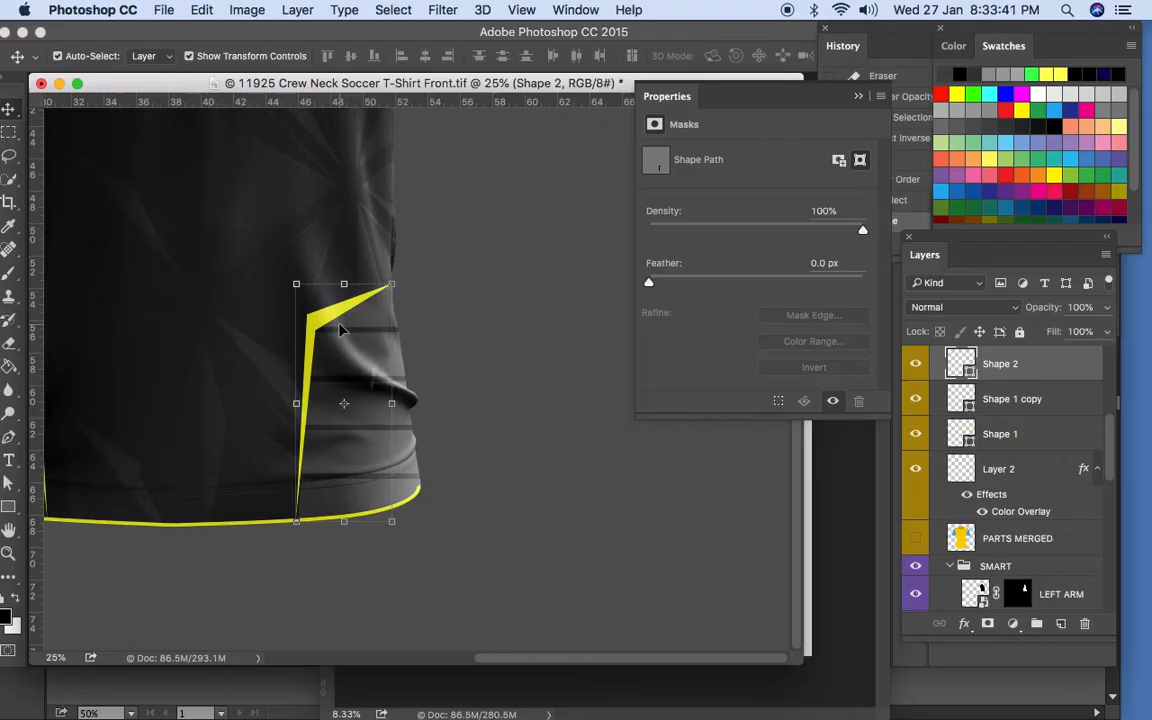 Photoshop CC File Edit Image Layer Type Select Filter 3D View Window Help Wed 27 Jan 8:33:41 PM
Adobe Photoshop CC 2015
Auto-Select: Layer Show Transform Controls 3D Mode:
History
Eraser
Color Swatches
© 11925 Crew Neck Soccer T-Shirt Front.tif @ 25% (Shape 2, RGB/8#) *
Properties
Masks
Shape Path
Density: 100%
Feather: 0.0 px
Refine: Mask Edge...
Color Range...
Invert
Layers
Kind
Normal Opacity: 100%
Lock: Fill: 100%
Shape 2
Shape 1 copy
Shape 1
Layer 2 fx
Effects
Color Overlay
PARTS MERGED
SMART
LEFT ARM
fx
25% Doc: 86.5M/293.1M
50% 1
8.33% Doc: 86.5M/280.5M